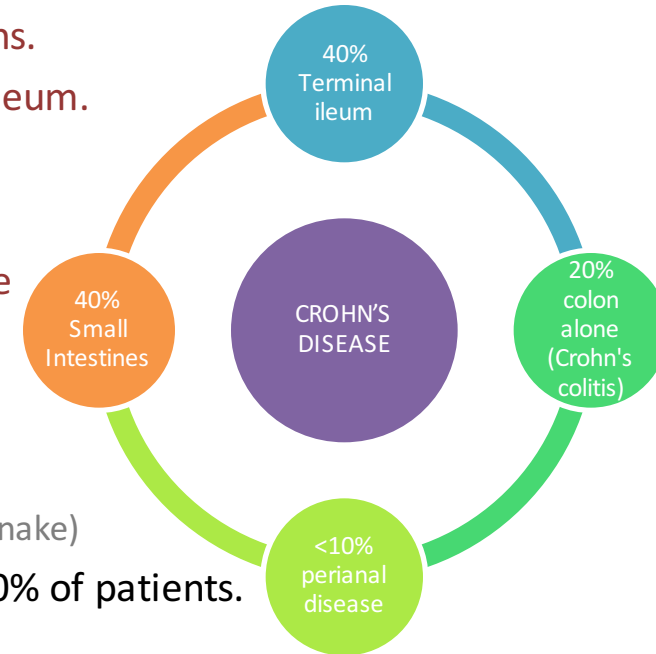 ns.
eum.
e
nake)
0% of patients.
40%
Terminal
ileum
40%
Small
Intestines
CROHN'S
DISEASE
20%
colon
alone
(Crohn's
colitis)
<10%
perianal
disease